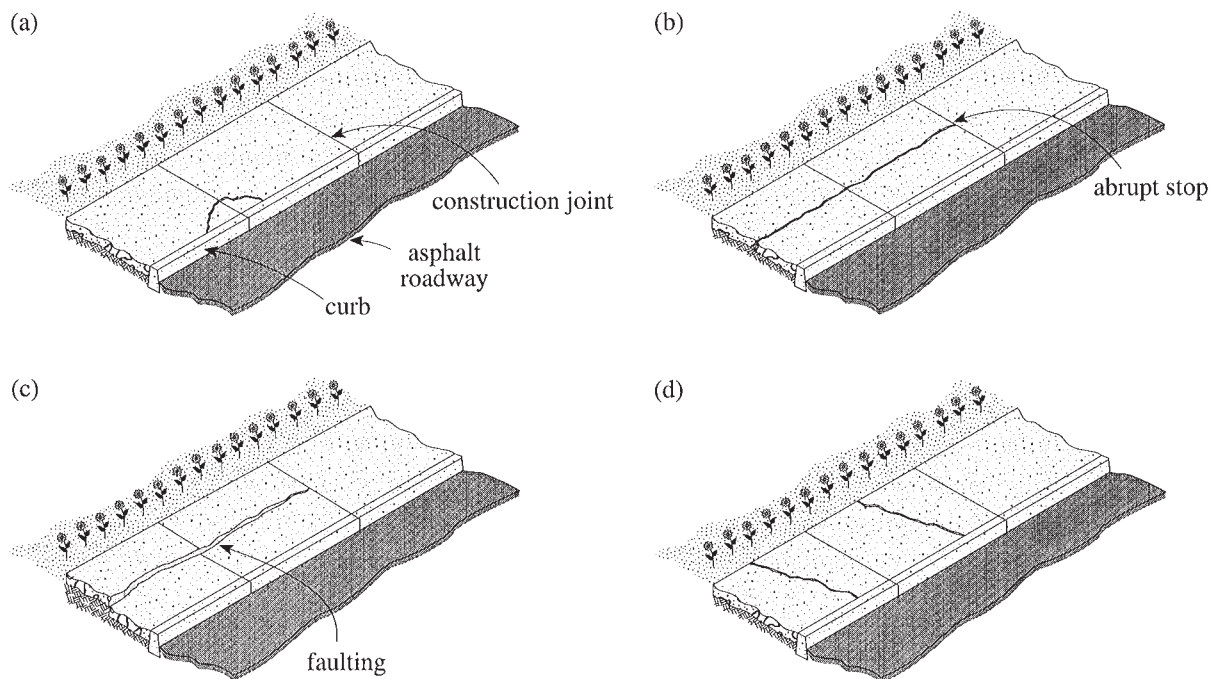 (a)
construction joint
asphalt
roadway
curb
(b)
abrupt stop
(c)
faulting
(d)